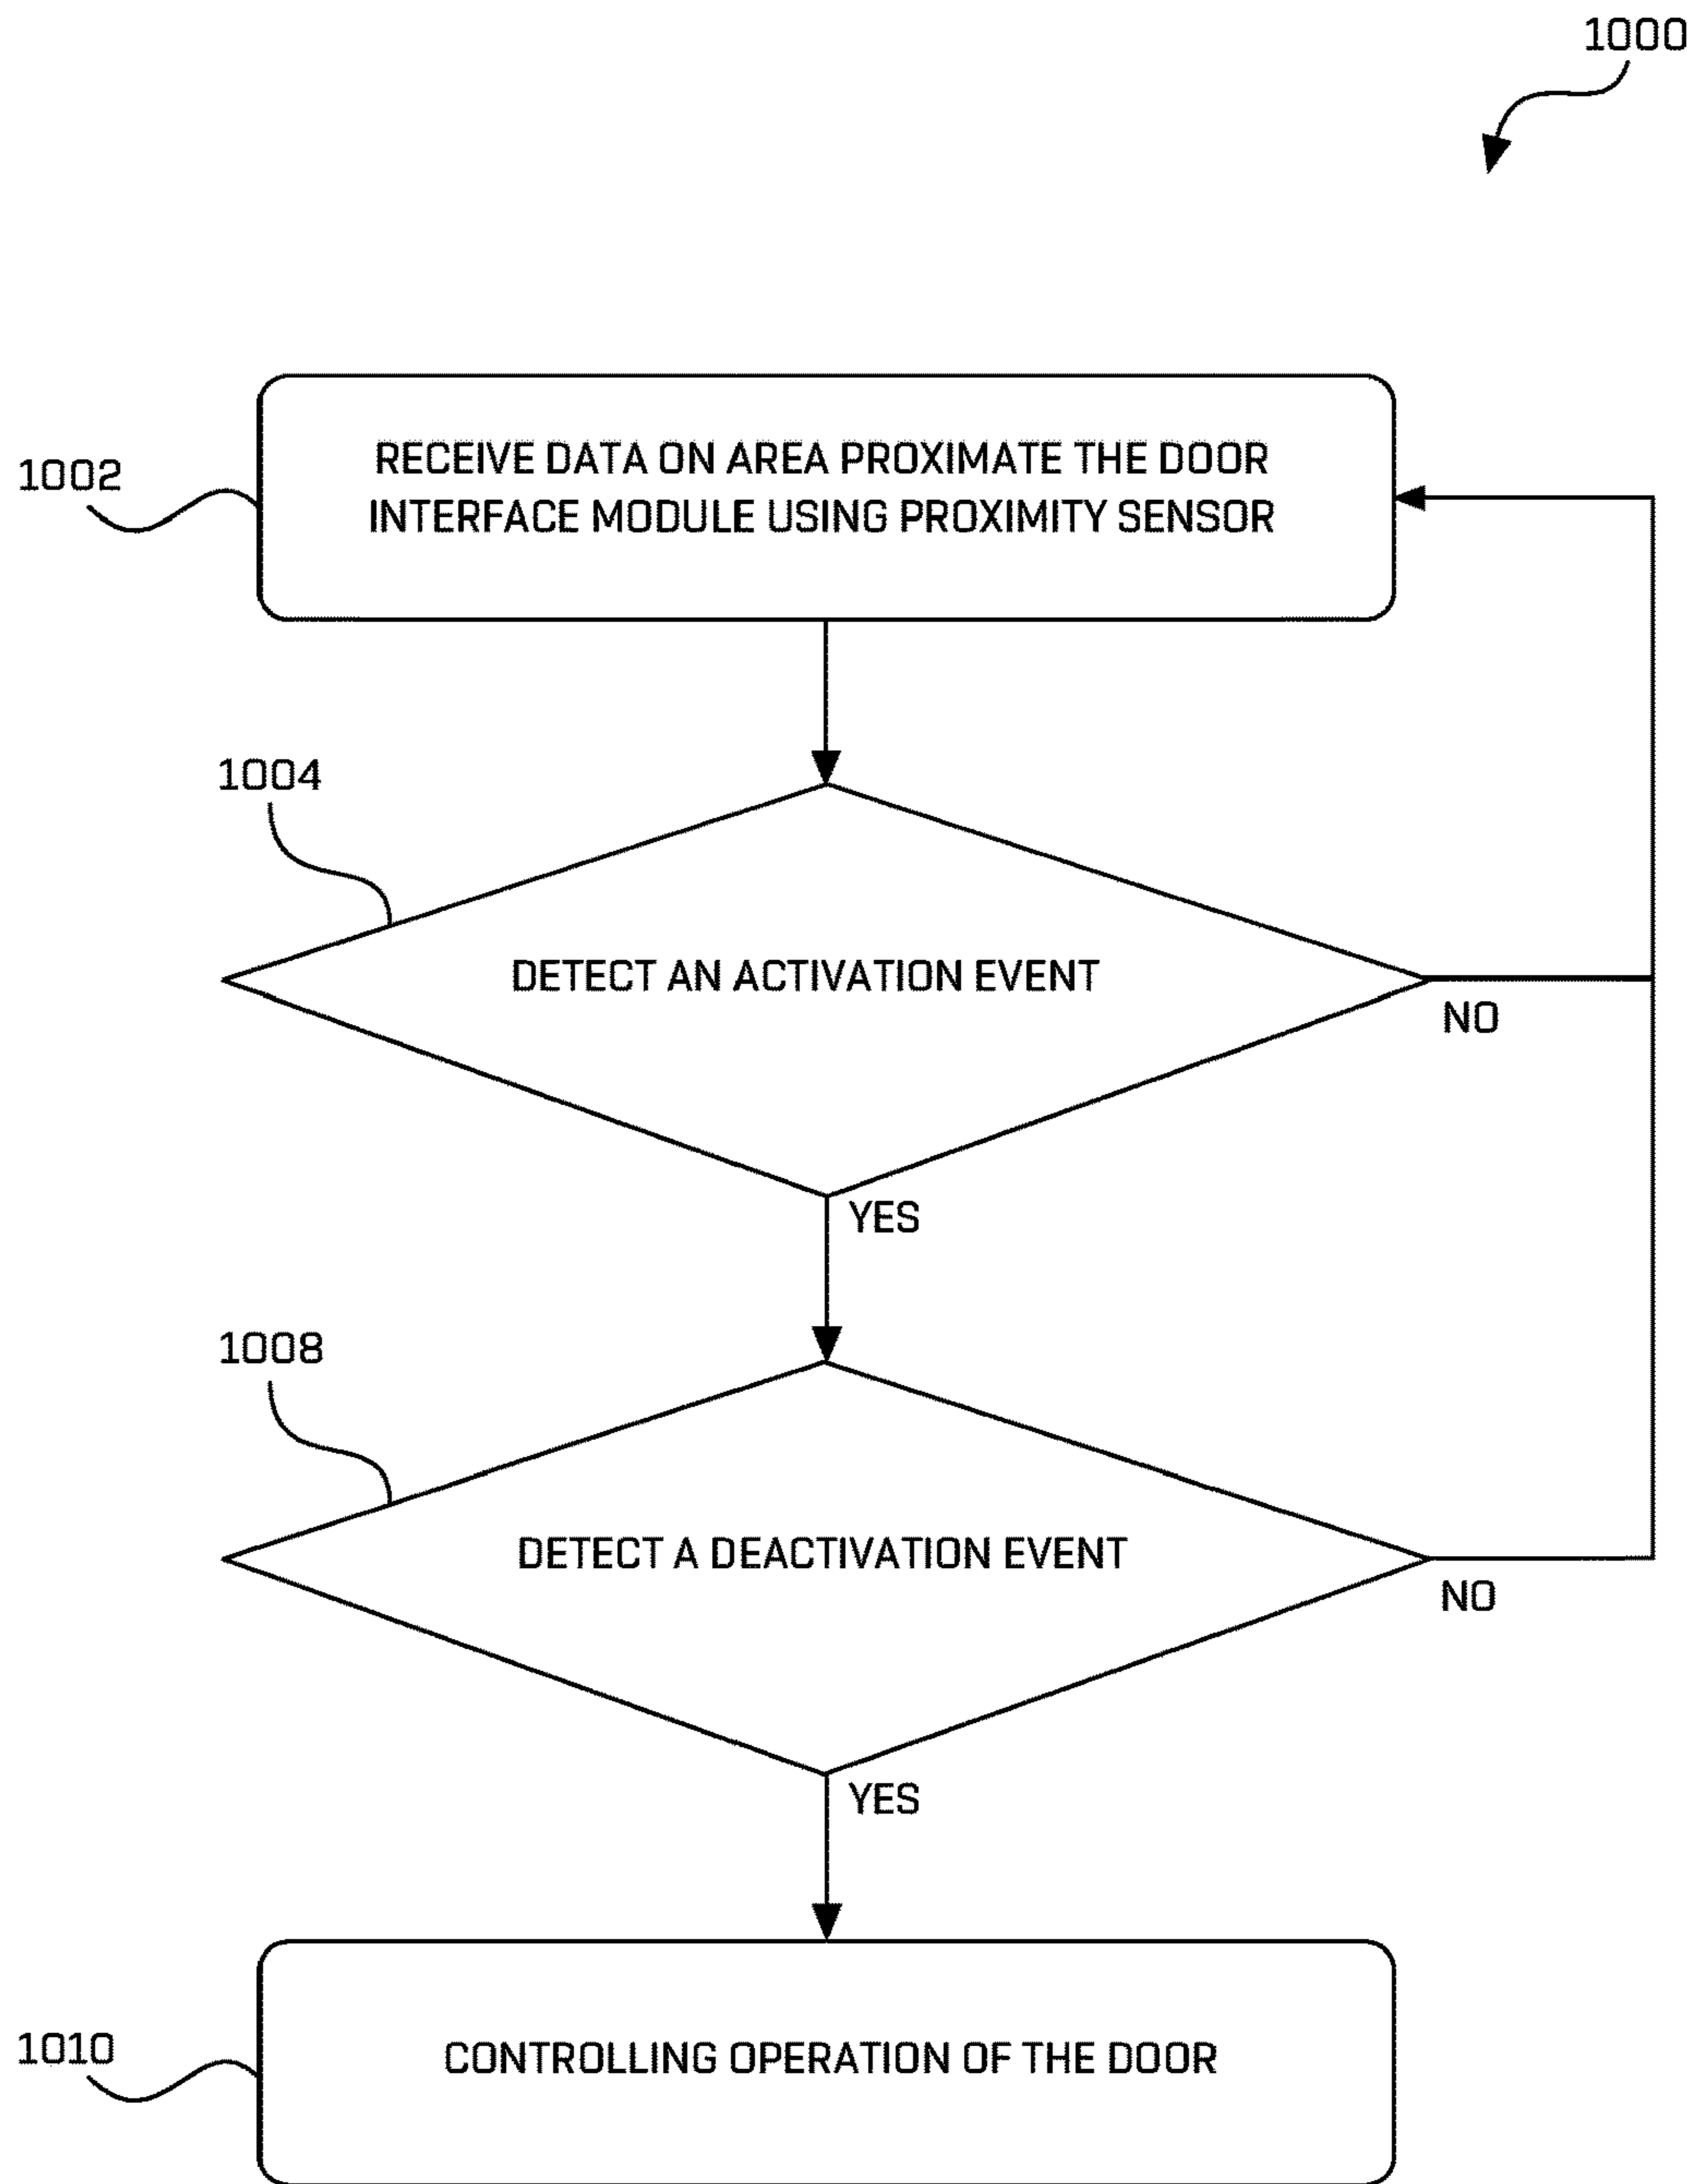 1000
1002
RECEIVE DATA ON AREA PROXIMATE THE DOOR
INTERFACE MODULE USING PROXIMITY SENSOR
1004
DETECT AN ACTIVATION EVENT
NO
YES
1008
DETECT A DEACTIVATION EVENT
NO
YES
1010
CONTROLLING OPERATION OF THE DOOR